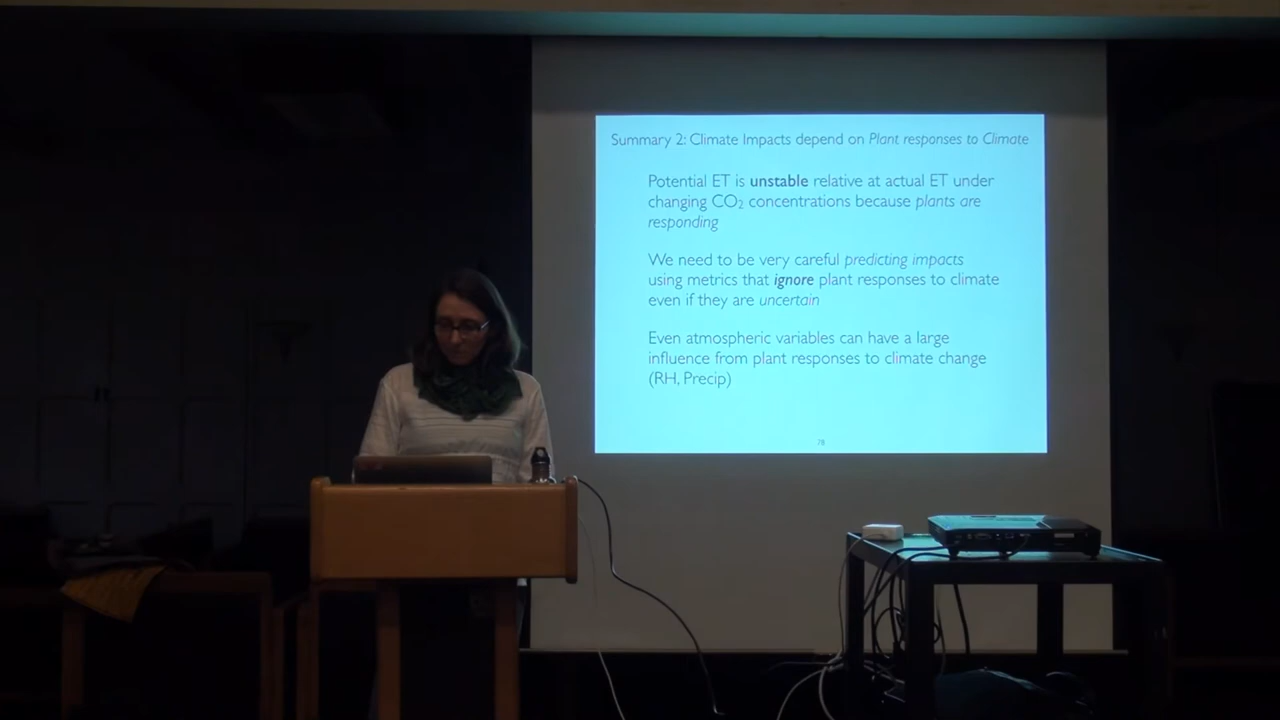 Summary 2: Climate Impacts depend on Plant responses to Climate
Potential ET is unstable relative at actual ET under
changing CO₂ concentrations because plants are
responding
We need to be very careful predicting impacts
using metrics that ignore plant responses to climate
even if they are uncertain
Even atmospheric variables can have a large
influence from plant responses to climate change
(RH, Precip)
78